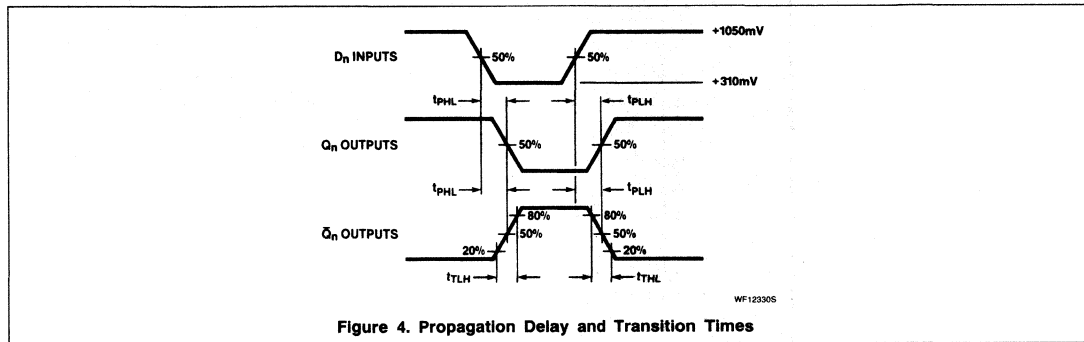 +1050mV
Dn INPUTS
50%
50%
+310mV
tPHL
tPLH
Qn OUTPUTS
50%
50%
tPHL
tPLH
80%
80%
Q̄n OUTPUTS
50%
50%
20%
20%
tTLH
tTHL
WF12330S
Figure 4. Propagation Delay and Transition Times